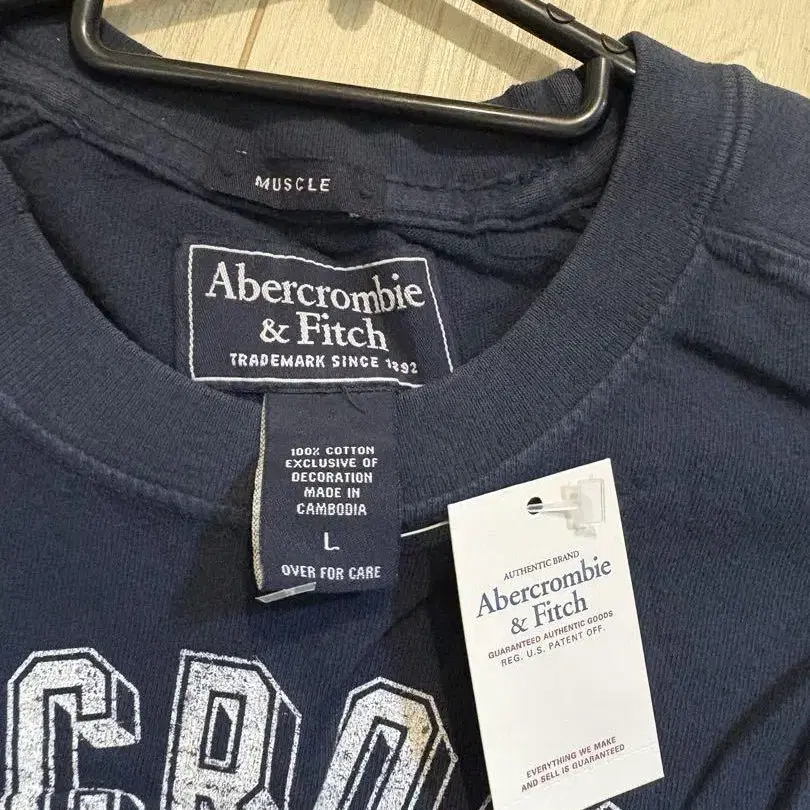 MUSCLE
Abercrombie
& Fitch
TRADEMARK SINCE 1892
100% COTTON
EXCLUSIVE OF
DECORATION
MADE IN
CAMBODIA
L
OVER FOR CARE
AUTHENTIC BRAND
Abercrombie
& Fitch
GUARANTEED AUTHENTIC GOODS
REG. U.S. PATENT OFF.
EVERYTHING WE MAKE
AND SELL IS GUARANTEED
CRO